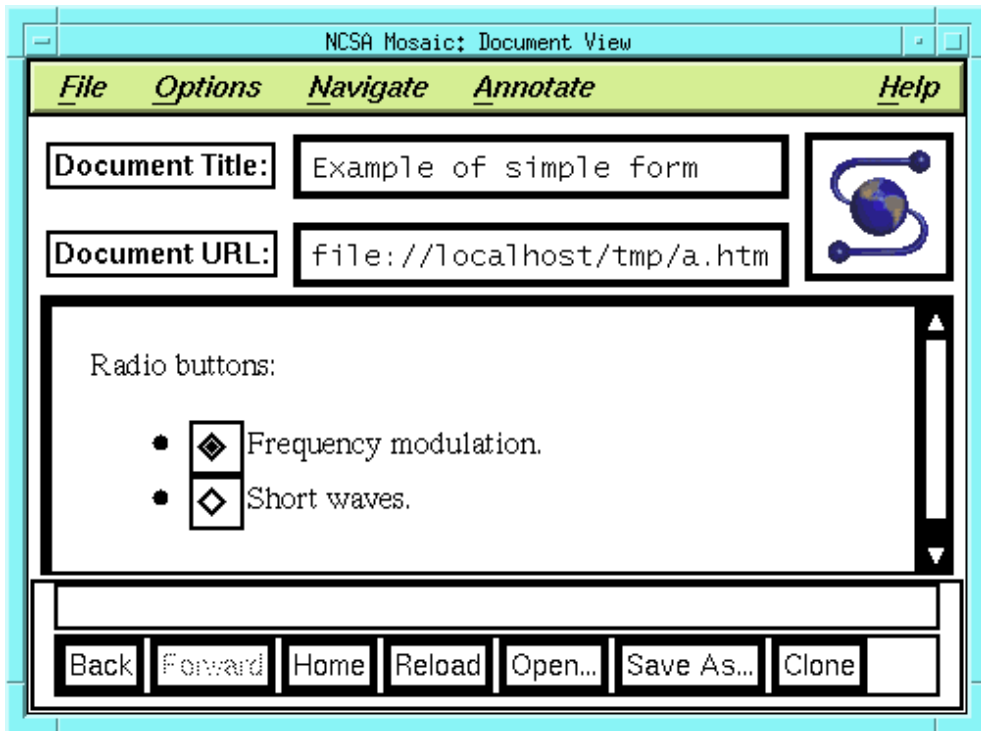 NCSA Mosaic: Document View
File Options Navigate Annotate Help
Document Title: Example of simple form
Document URL: file://localhost/tmp/a.htm
Radio buttons:
Frequency modulation.
Short waves.
Back Forward Home Reload Open... Save As... Clone